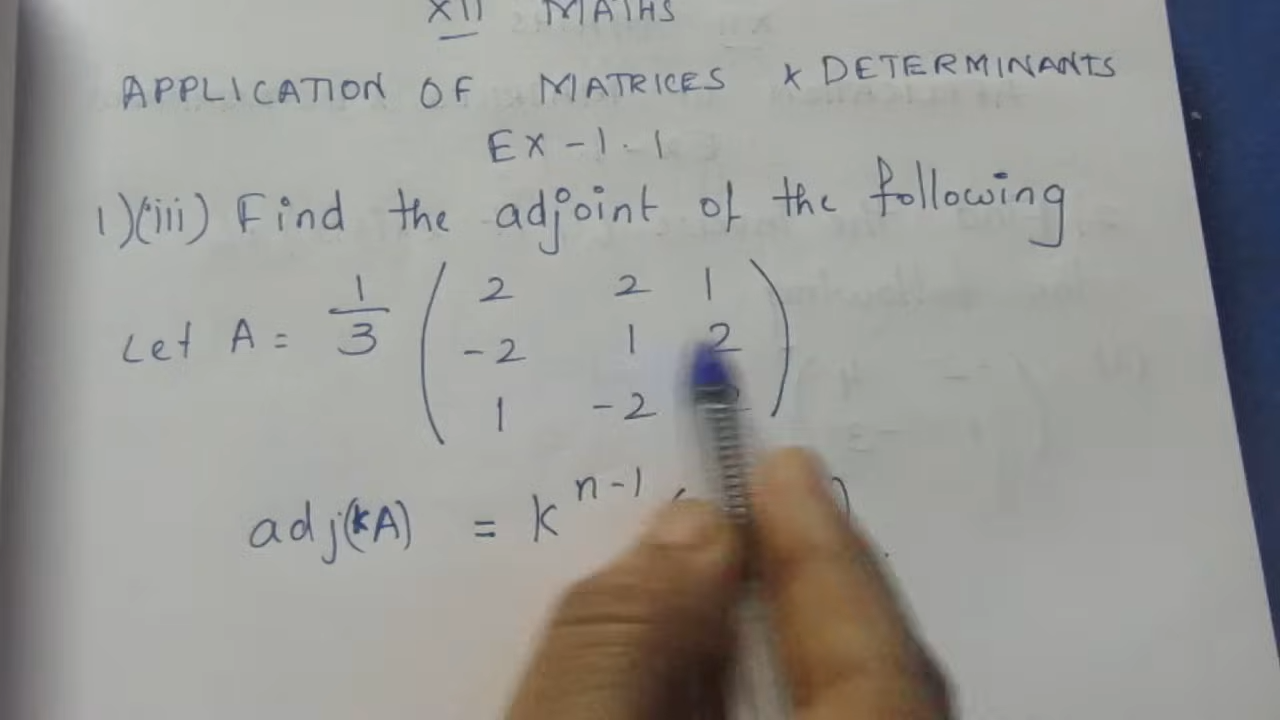 XII MATHS
APPLICATION OF MATRICES & DETERMINANTS
EX - 1.1
1)(iii) Find the adjoint of the following
Let A = 1/3 ( 2 2 1
-2 1 2
1 -2 2 )
adj(kA) = k^(n-1) ( )